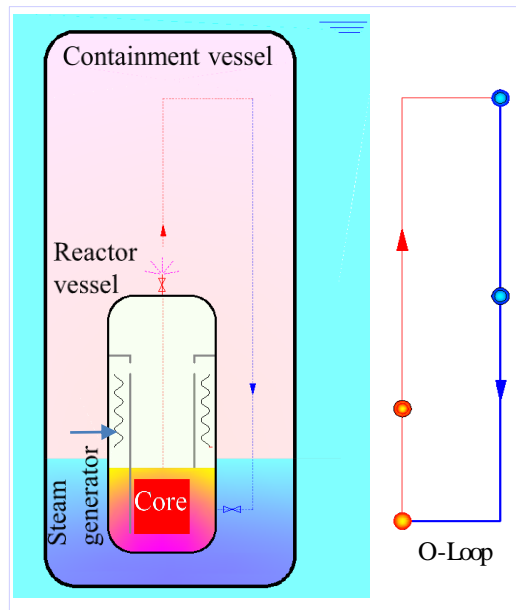 Containment vessel
Reactor
vessel
Steam
generator
Core
O-Loop